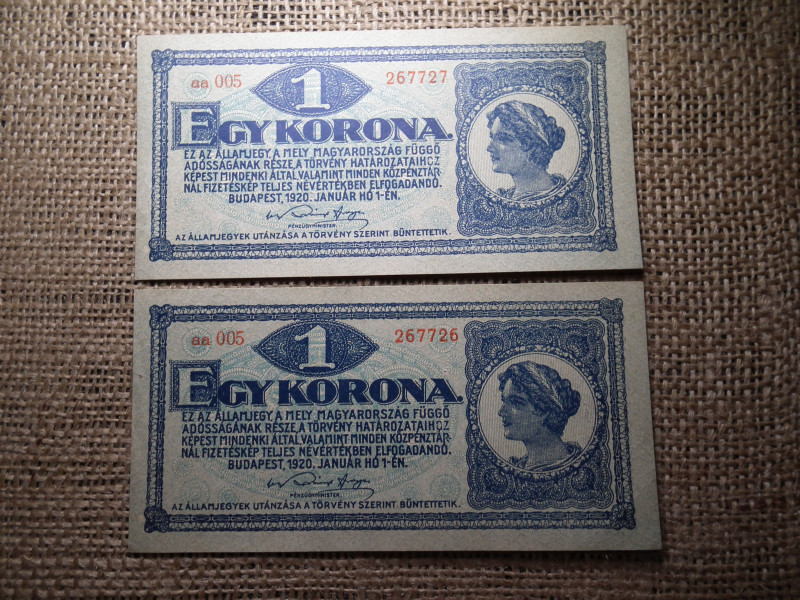 aa 005 1 267727
EGY KORONA.
EZ AZ ÁLLAMJEGY, A MELY MAGYARORSZÁG FÜGGŐ
ADÓSSÁGÁNAK RÉSZE, A TÖRVÉNY HATÁROZATAIHOZ
KÉPEST MINDENKI ÁLTAL, VALAMINT MINDEN KÖZPÉNZTÁR-
NÁL FIZETÉSKÉP TELJES NÉVÉRTÉKBEN ELFOGADANDÓ.
BUDAPEST, 1920. JANUÁR HÓ 1-ÉN.
PÉNZÜGYMINISTER.
AZ ÁLLAMJEGYEK UTÁNZÁSA A TÖRVÉNY SZERINT BÜNTETTETIK.
aa 005 1 267726
EGY KORONA.
EZ AZ ÁLLAMJEGY, A MELY MAGYARORSZÁG FÜGGŐ
ADÓSSÁGÁNAK RÉSZE, A TÖRVÉNY HATÁROZATAIHOZ
KÉPEST MINDENKI ÁLTAL, VALAMINT MINDEN KÖZPÉNZTÁR-
NÁL FIZETÉSKÉP TELJES NÉVÉRTÉKBEN ELFOGADANDÓ.
BUDAPEST, 1920. JANUÁR HÓ 1-ÉN.
PÉNZÜGYMINISTER.
AZ ÁLLAMJEGYEK UTÁNZÁSA A TÖRVÉNY SZERINT BÜNTETTETIK.